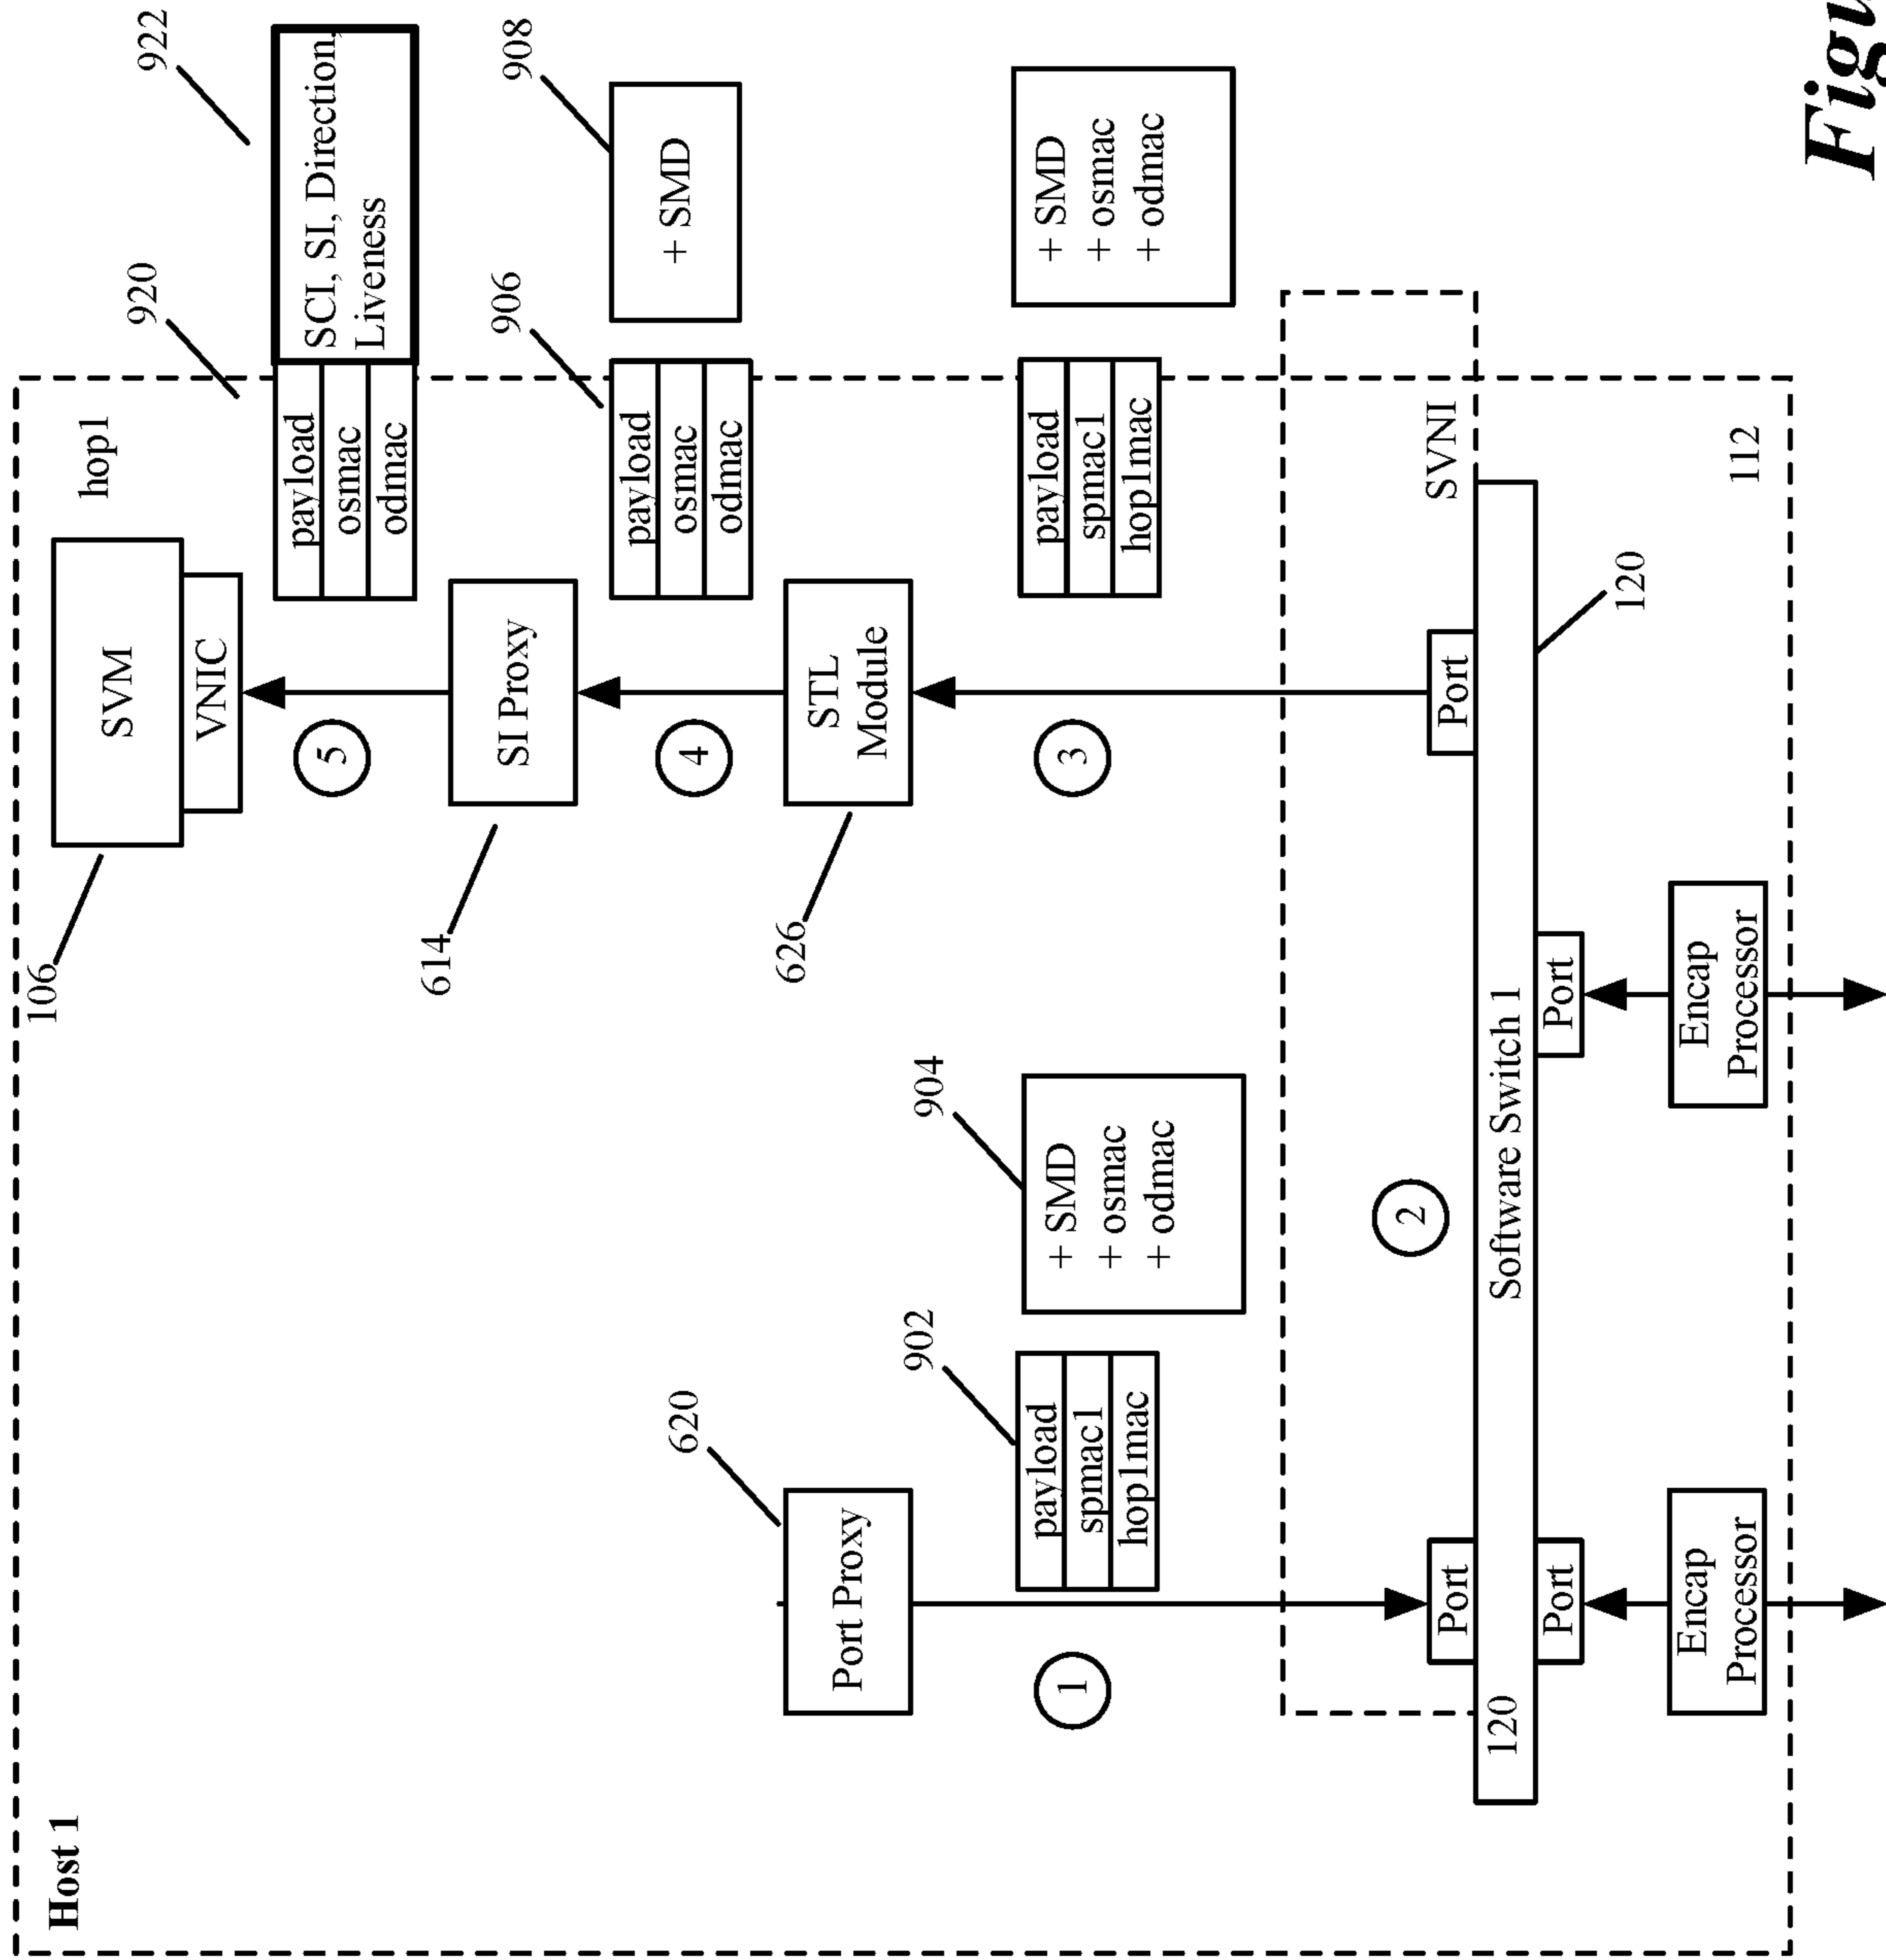 Host 1
106
hop1
SVM
VNIC
920
922
5
payload
osmac
odmac
SCI, SI, Direction,
Liveness
614
SI Proxy
906
908
4
payload
osmac
odmac
+ SMD
620
Port Proxy
626
STL
Module
902
904
1
payload
spmac1
hop1mac
+ SMD
+ osmac
+ odmac
3
payload
spmac1
hop1mac
+ SMD
+ osmac
+ odmac
2
SVNI
Port
Port
120
Software Switch 1
120
Port
Port
Encap
Processor
Encap
Processor
112
Figu